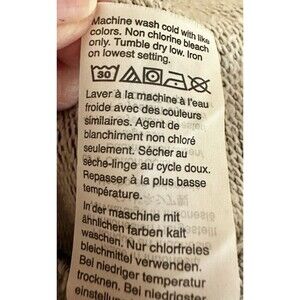 Machine wash cold with like
colors. Non chlorine bleach
only. Tumble dry low. Iron
on lowest setting.
30
Laver à la machine à l'eau
froide avec des couleurs
similaires. Agent de
blanchiment non chloré
seulement. Sécher au
sèche-linge au cycle doux.
Repasser à la plus basse
température.
In der maschine mit
ähnlichen farben kalt
waschen. Nur chlorfreies
bleichmittel verwenden.
Bei niedriger temperatur
trocknen. Bei niedrigster